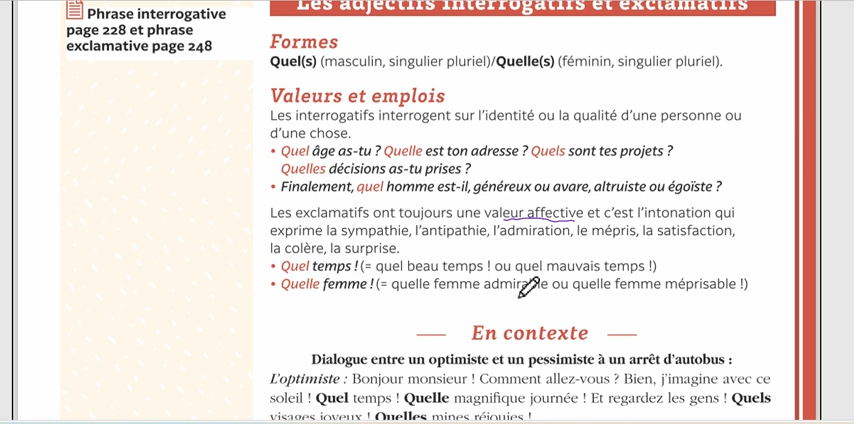 Phrase interrogative
page 228 et phrase
exclamative page 248
Les adjectifs interrogatifs et exclamatifs
Formes
Quel(s) (masculin, singulier pluriel)/Quelle(s) (féminin, singulier pluriel).
Valeurs et emplois
Les interrogatifs interrogent sur l'identité ou la qualité d'une personne ou
d'une chose.
• Quel âge as-tu ? Quelle est ton adresse ? Quels sont tes projets ?
Quelles décisions as-tu prises ?
• Finalement, quel homme est-il, généreux ou avare, altruiste ou égoïste ?
Les exclamatifs ont toujours une valeur affective et c'est l'intonation qui
exprime la sympathie, l'antipathie, l'admiration, le mépris, la satisfaction,
la colère, la surprise.
• Quel temps ! (= quel beau temps ! ou quel mauvais temps !)
• Quelle femme ! (= quelle femme admirable ou quelle femme méprisable !)
En contexte
Dialogue entre un optimiste et un pessimiste à un arrêt d'autobus :
L'optimiste : Bonjour monsieur ! Comment allez-vous ? Bien, j'imagine avec ce
soleil ! Quel temps ! Quelle magnifique journée ! Et regardez les gens ! Quels
visages joyeux ! Quelles mines réjouies !